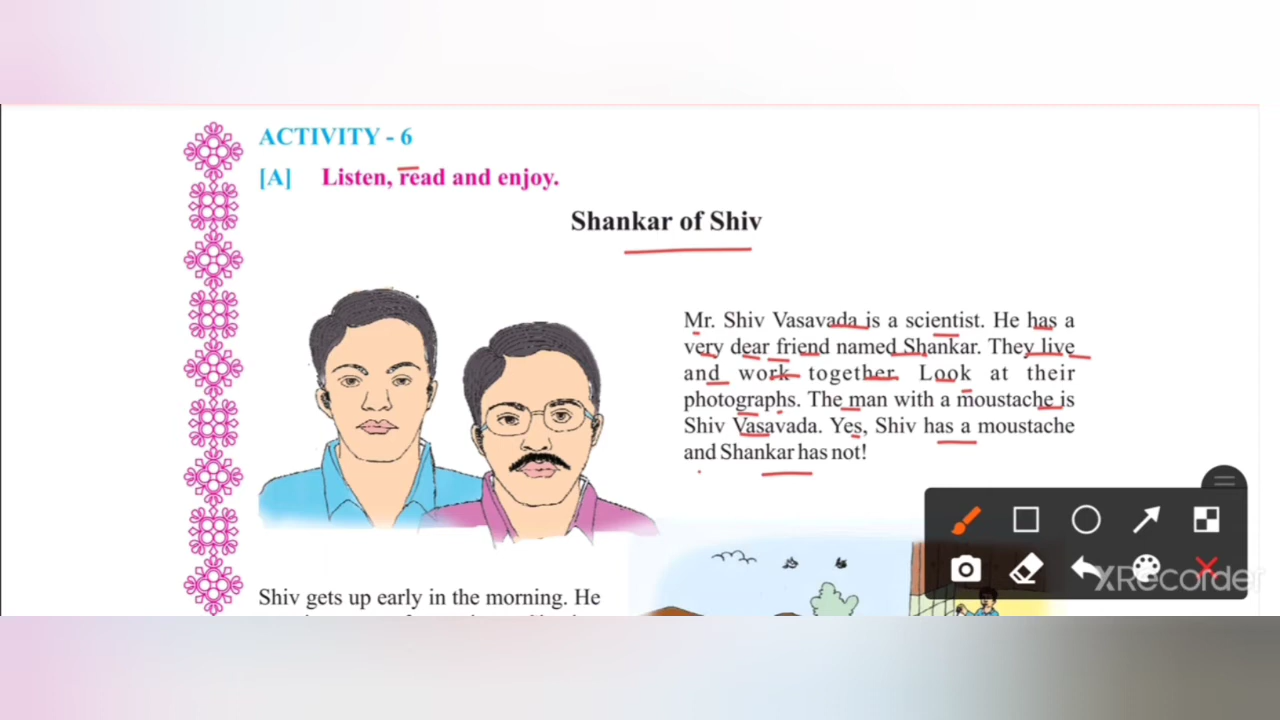 ACTIVITY - 6
[A] Listen, read and enjoy.
Shankar of Shiv
Mr. Shiv Vasavada is a scientist. He has a
very dear friend named Shankar. They live
and work together. Look at their
photographs. The man with a moustache is
Shiv Vasavada. Yes, Shiv has a moustache
and Shankar has not!
Shiv gets up early in the morning. He
XRecorder